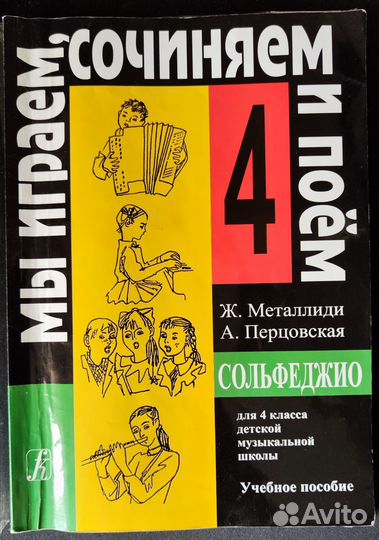 мы играем,
сочиняем
и поём
4
Ж. Металлиди
А. Перцовская
СОЛЬФЕДЖИО
для 4 класса
детской
музыкальной
школы
Учебное пособие
Avito